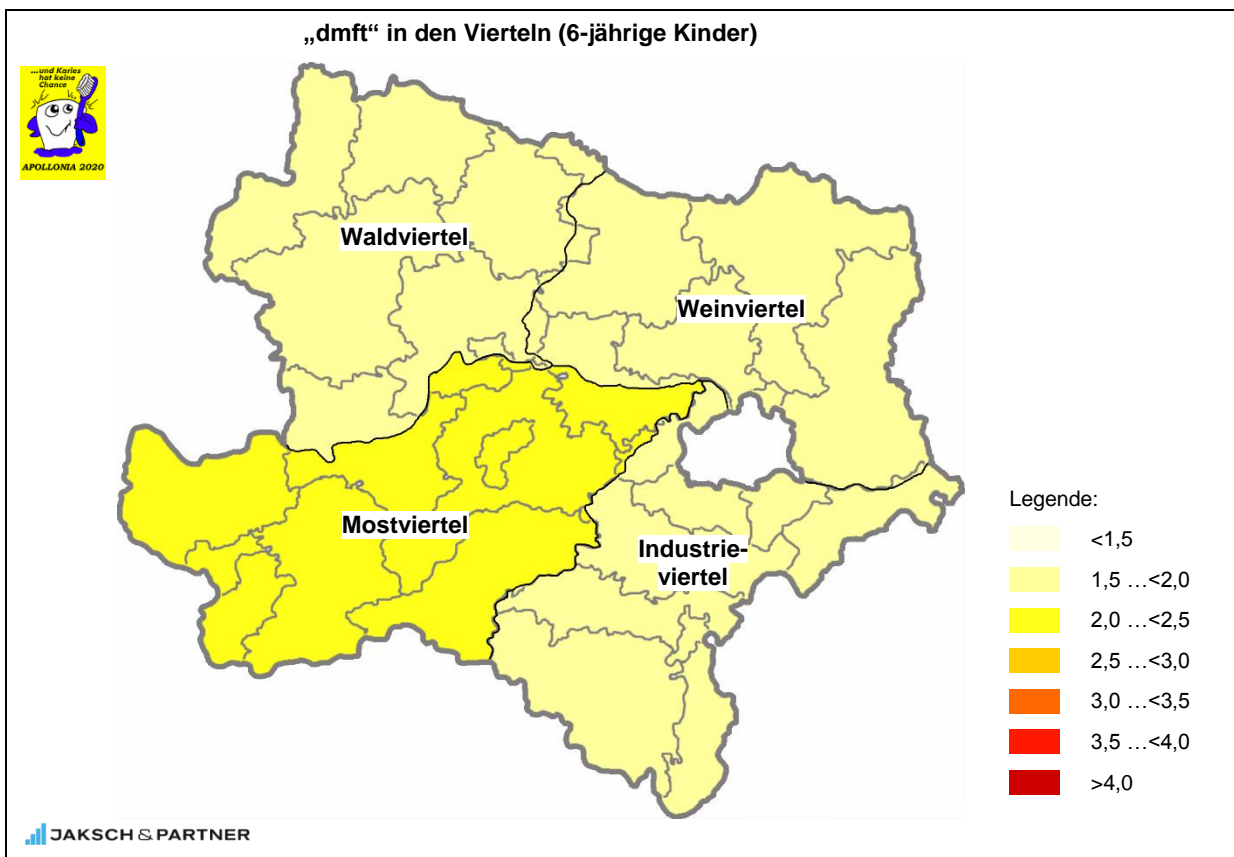 „dmft“ in den Vierteln (6-jährige Kinder)
...und Karies
hat keine
Chance
APOLLONIA 2020
Waldviertel
Weinviertel
Mostviertel
Industrie-
viertel
Legende:
<1,5
1,5 …<2,0
2,0 …<2,5
2,5 …<3,0
3,0 …<3,5
3,5 …<4,0
>4,0
JAKSCH & PARTNER